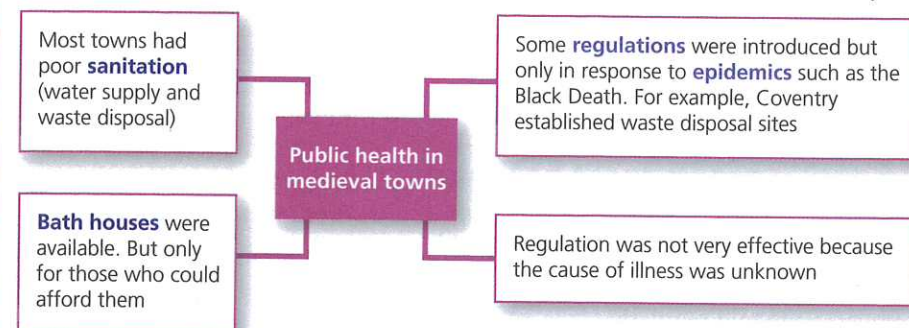 Most towns had
poor sanitation
(water supply and
waste disposal)
Some regulations were introduced but
only in response to epidemics such as the
Black Death. For example, Coventry
established waste disposal sites
Public health in
medieval towns
Bath houses were
available. But only
for those who could
afford them
Regulation was not very effective because
the cause of illness was unknown